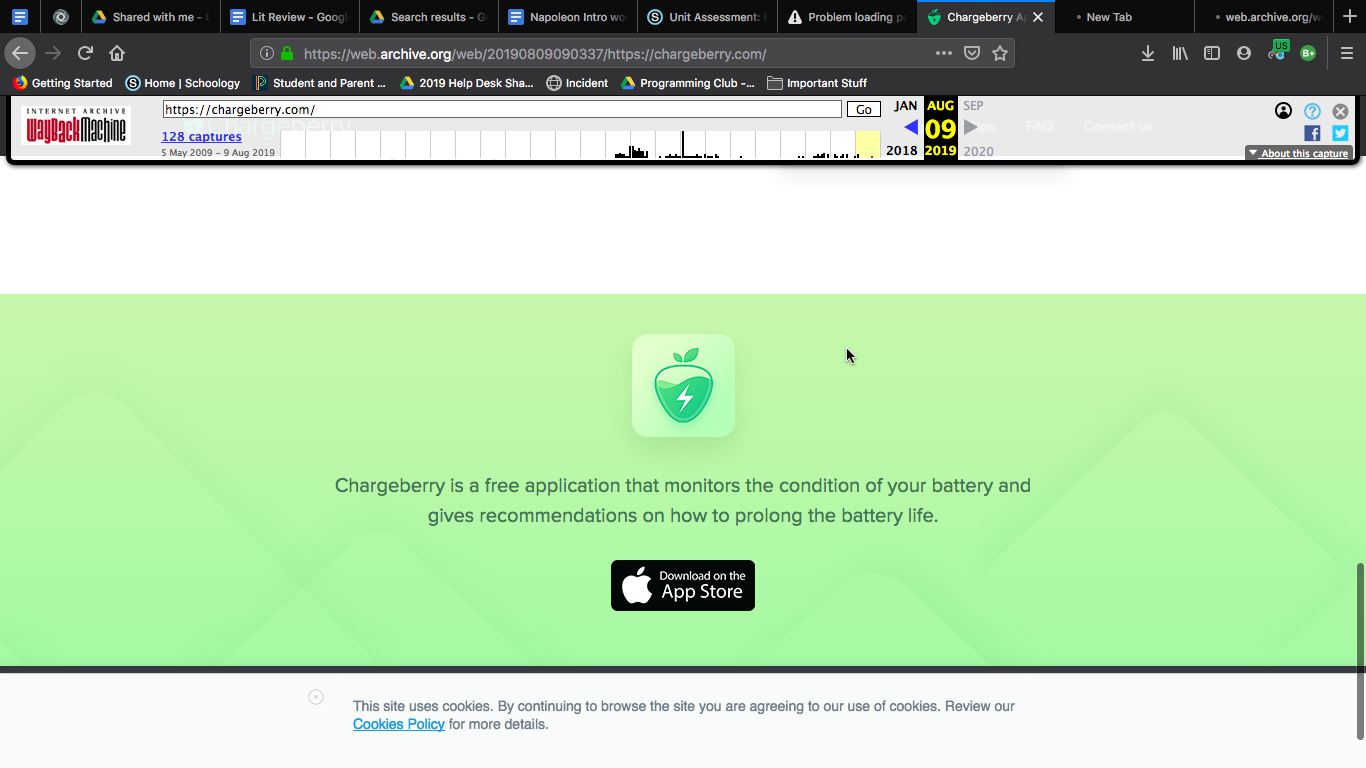 Shared with me - G
Lit Review - Googl
Search results - G
Napoleon Intro wo
Unit Assessment: E
Problem loading p
Chargeberry A
New Tab
web.archive.org/w
https://web.archive.org/web/20190809090337/https://chargeberry.com/
US
B+
Getting Started
Home | Schoology
Student and Parent ...
2019 Help Desk Sha...
Incident
Programming Club -...
Important Stuff
INTERNET ARCHIVE
WayBackMachine
https://chargeberry.com/
Go
128 captures
5 May 2009 – 9 Aug 2019
JAN AUG SEP
09
2018 2019 2020
FAQ
Contact us
About this capture
Chargeberry is a free application that monitors the condition of your battery and
gives recommendations on how to prolong the battery life.
Download on the
App Store
This site uses cookies. By continuing to browse the site you are agreeing to our use of cookies. Review our
Cookies Policy for more details.